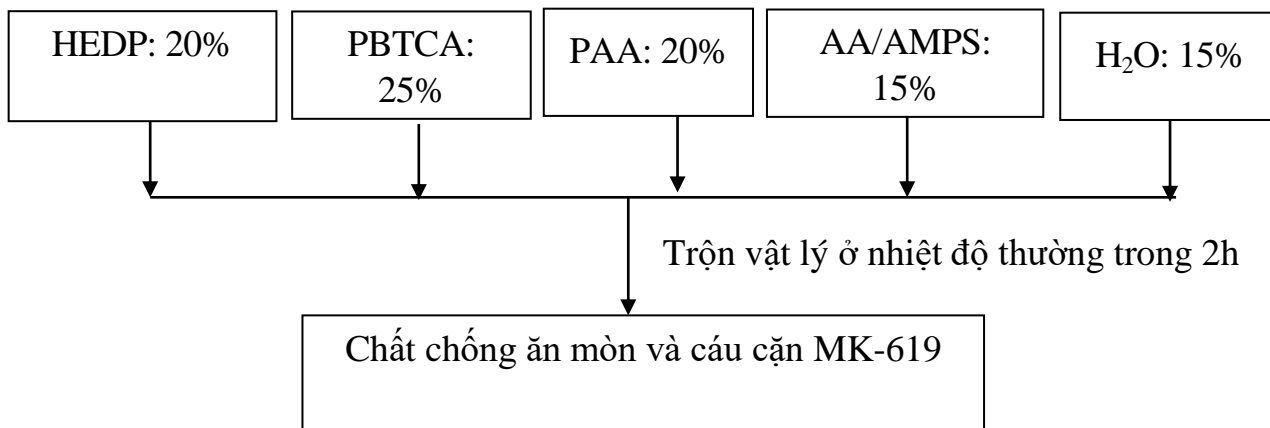 HEDP: 20%
PBTCA:
25%
PAA: 20%
AA/AMPS:
15%
H₂O: 15%
Trộn vật lý ở nhiệt độ thường trong 2h
Chất chống ăn mòn và cáu cặn MK-619